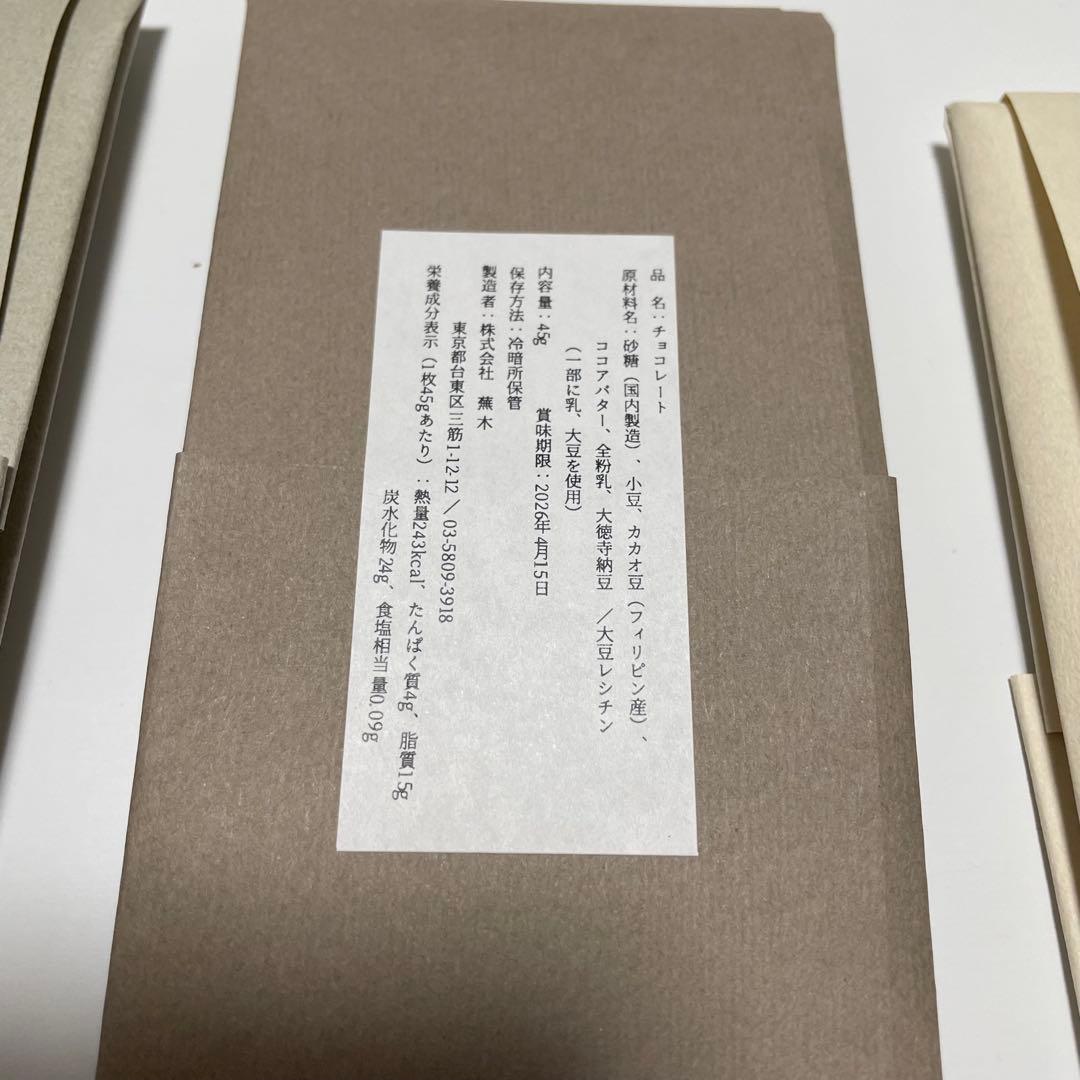 品　名：チョコレート
原材料名：砂糖（国内製造）、小豆、カカオ豆（フィリピン産）、
ココアバター、全粉乳、大徳寺納豆　／大豆レシチン
（一部に乳、大豆を使用）
内容量：45g　賞味期限：2026年4月15日
保存方法：冷暗所保管
製造者：株式会社　蕪木
東京都台東区三筋1-12-12／03-5809-3918
栄養成分表示（1枚45gあたり）：熱量243kcal、たんぱく質4g、脂質15g
炭水化物24g、食塩相当量0.09g